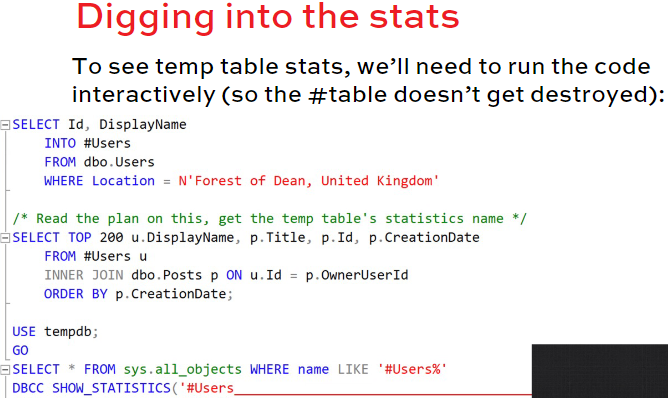 Digging into the stats
To see temp table stats, we’ll need to run the code
interactively (so the #table doesn’t get destroyed):
SELECT Id, DisplayName
INTO #Users
FROM dbo.Users
WHERE Location = N'Forest of Dean, United Kingdom'
/* Read the plan on this, get the temp table's statistics name */
SELECT TOP 200 u.DisplayName, p.Title, p.Id, p.CreationDate
FROM #Users u
INNER JOIN dbo.Posts p ON u.Id = p.OwnerUserId
ORDER BY p.CreationDate;
USE tempdb;
GO
SELECT * FROM sys.all_objects WHERE name LIKE '#Users%'
DBCC SHOW_STATISTICS('#Users______________________________________